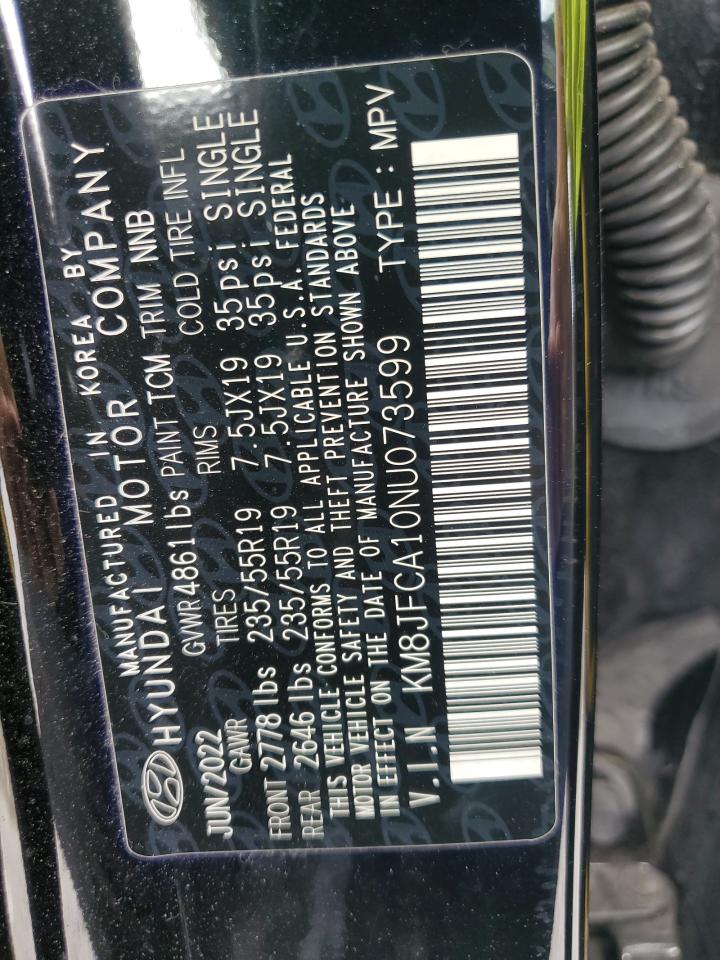 MANUFACTURED IN KOREA BY
HYUNDAI MOTOR COMPANY
JUN/2022 GVWR 4861 lbs PAINT TCM TRIM NNB
GAWR TIRES RIMS COLD TIRE INFL
FRONT 2778 lbs 235/55R19 7.5JX19 35psi SINGLE
REAR 2646 lbs 235/55R19 7.5JX19 35psi SINGLE
THIS VEHICLE CONFORMS TO ALL APPLICABLE U.S.A. FEDERAL
MOTOR VEHICLE SAFETY AND THEFT PREVENTION STANDARDS
IN EFFECT ON THE DATE OF MANUFACTURE SHOWN ABOVE.
V.I.N KM8JFCA10NU073599 TYPE : MPV